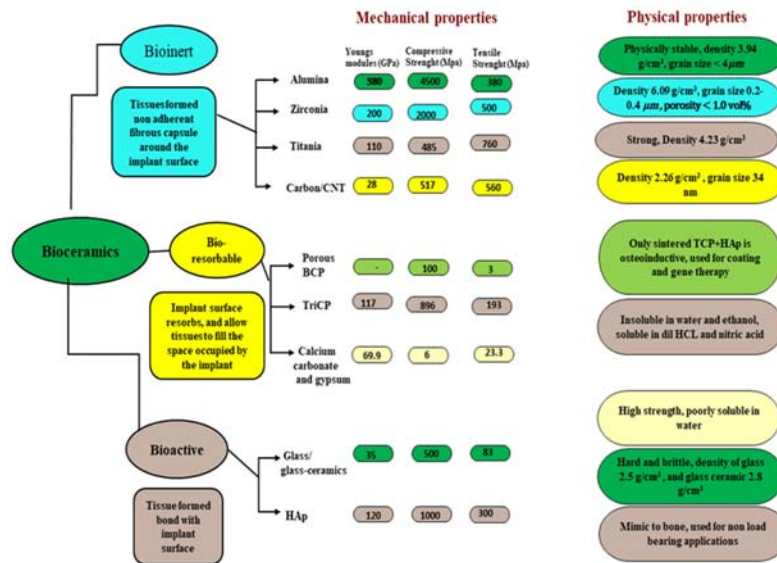 Mechanical properties
Physical properties
Youngs
modules (GPa)
Compressive
Strenght (Mpa)
Tensile
Strenght (Mpa)
Bioinert
Tissues formed
non adherent
fibrous capsule
around the
implant surface
Alumina
380
4500
380
Zirconia
200
2000
500
Titania
110
485
760
Carbon/CNT
28
517
560
Bioceramics
Bio-
resorbable
Implant surface
resorbs, and allow
tissues to fill the
space occupied by
the implant
Porous
BCP
-
100
3
TriCP
117
896
193
Calcium
carbonate
and gypsum
69.9
6
23.3
Bioactive
Tissue formed
bond with
implant
surface
Glass/
glass-ceramics
35
500
83
HAp
120
1000
300
Physically stable, density 3.94
g/cm³, grain size < 4 μm
Density 6.09 g/cm³, grain size 0.2-
0.4 μm, porosity < 1.0 vol%
Strong, Density 4.23 g/cm³
Density 2.26 g/cm³ , grain size 34
nm
Only sintered TCP+HAp is
osteoinductive, used for coating
and gene therapy
Insoluble in water and ethanol,
soluble in dil HCL and nitric acid
High strength, poorly soluble in
water
Hard and brittle, density of glass
2.5 g/cm³, and glass ceramic 2.8
g/cm³
Mimic to bone, used for non load
bearing applications